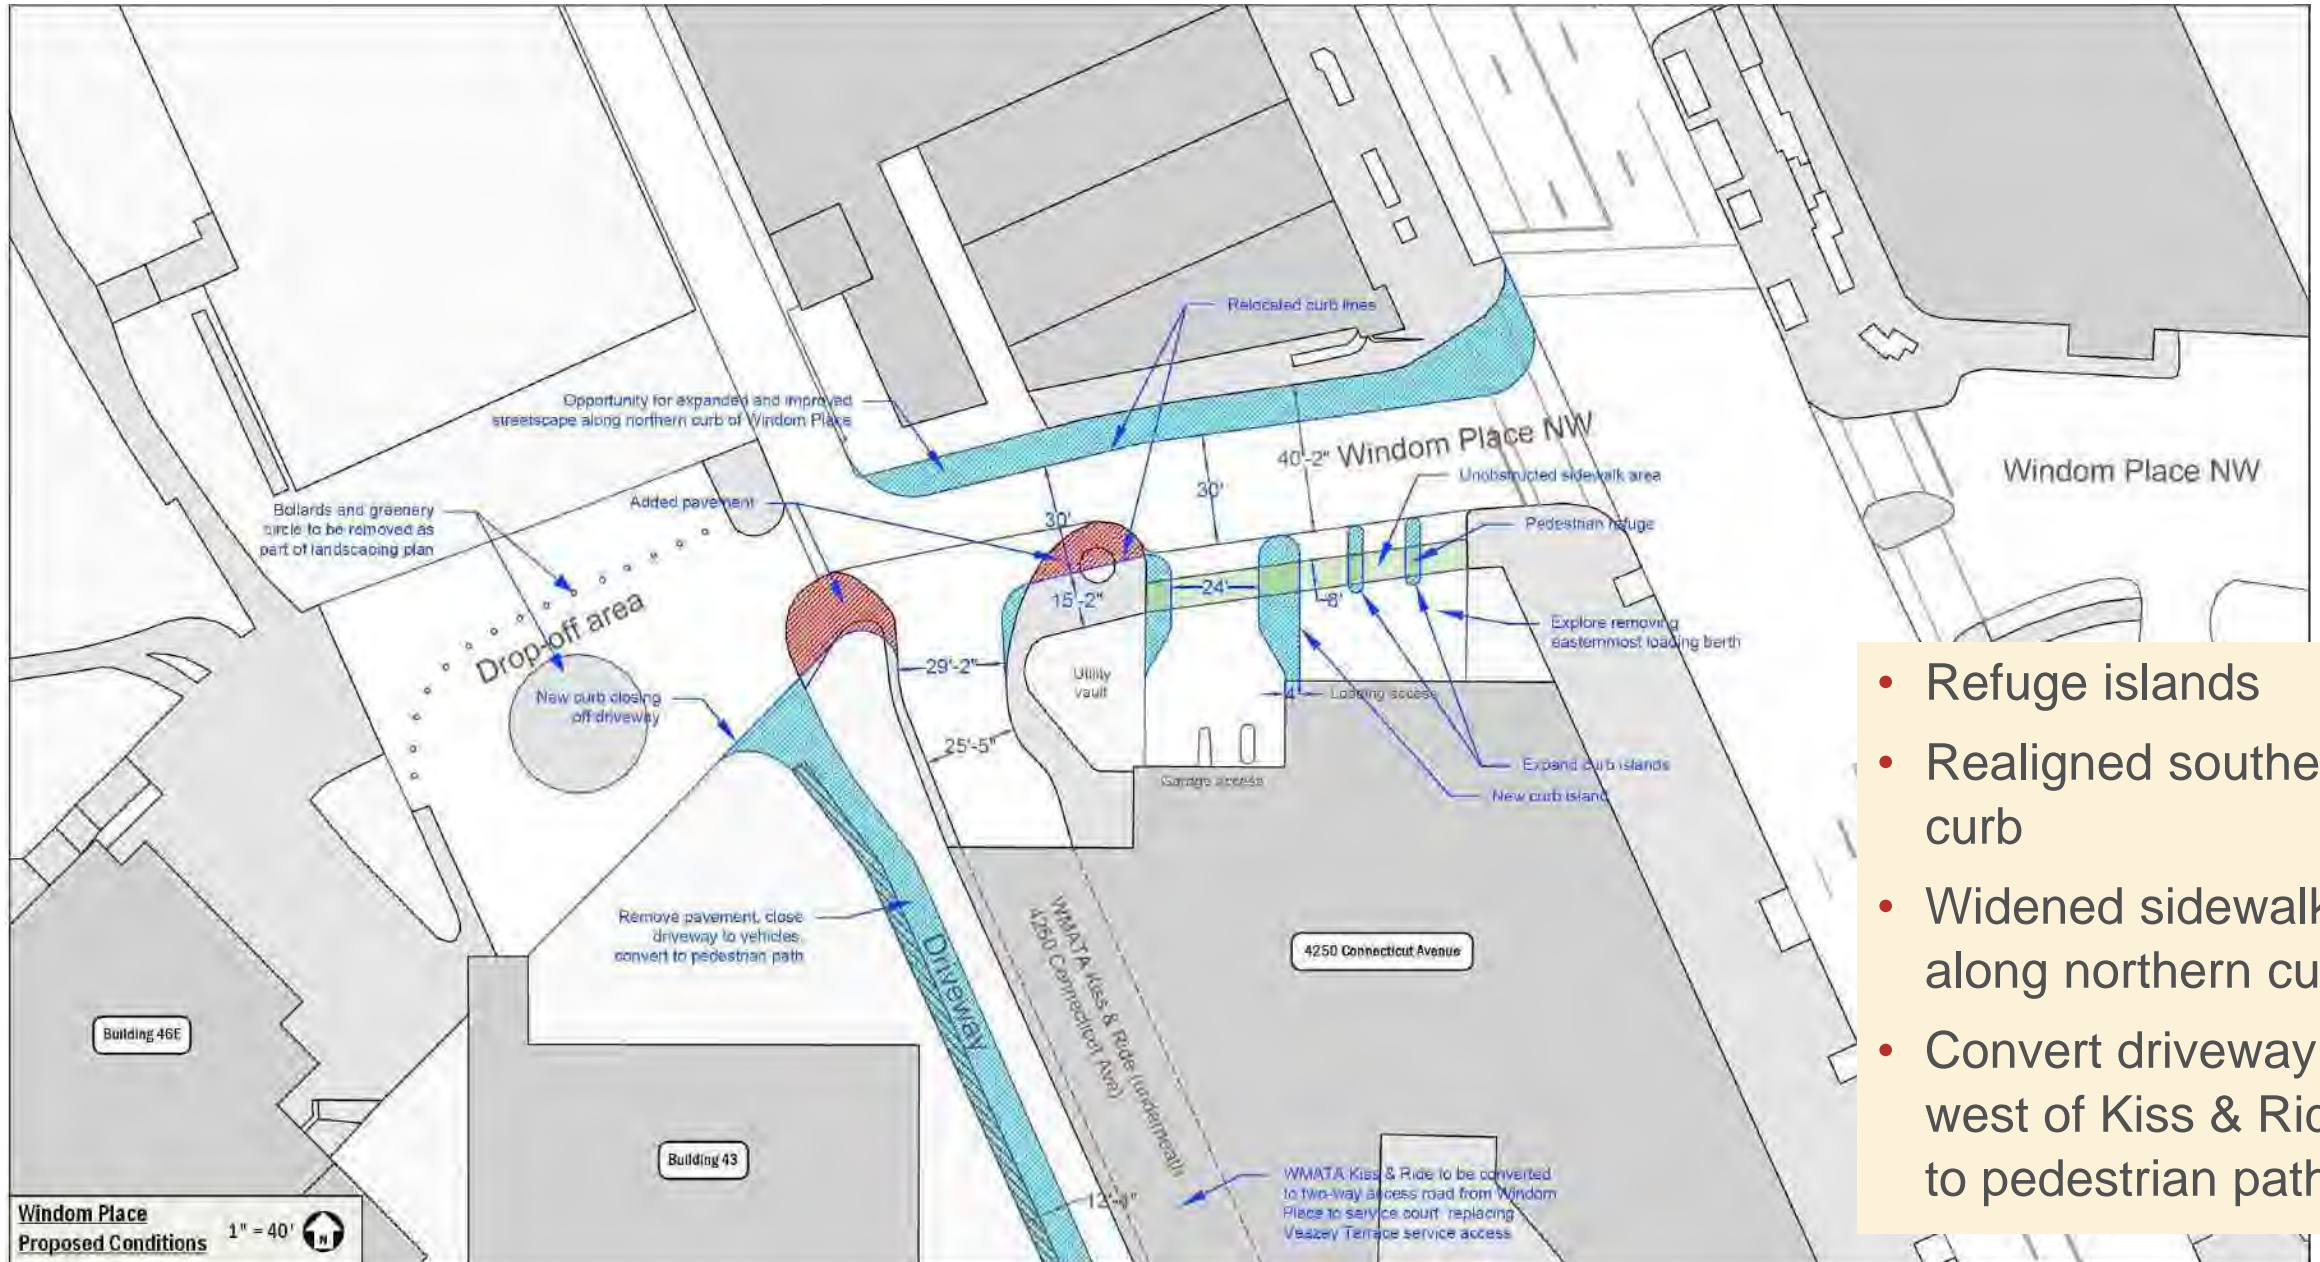 Relocated curb lines
Opportunity for expanded and improved
streetscape along northern curb of Windom Place
40'-2" Windom Place NW
Windom Place NW
Unobstructed sidewalk area
30'
Bollards and greenery
circle to be removed as
part of landscaping plan
Added pavement
30'
Pedestrian refuge
Drop-off area
15'-2"
24'
8'
Explore removing
easternmost loading berth
29'-2"
Utility
vault
New curb closing
off driveway
4'
Loading access
25'-5"
Garage access
Expand curb islands
New curb island
Remove pavement, close
driveway to vehicles,
convert to pedestrian path
Driveway
WMATA Kiss & Ride (underneath
4250 Connecticut Ave)
4250 Connecticut Avenue
Building 46E
Building 43
12'-4"
WMATA Kiss & Ride to be converted
to two-way access road from Windom
Place to service court, replacing
Veazey Terrace service access
Windom Place
Proposed Conditions
1" = 40'
N
• Refuge islands
• Realigned southe
curb
• Widened sidewalk
along northern cu
• Convert driveway
west of Kiss & Rid
to pedestrian path